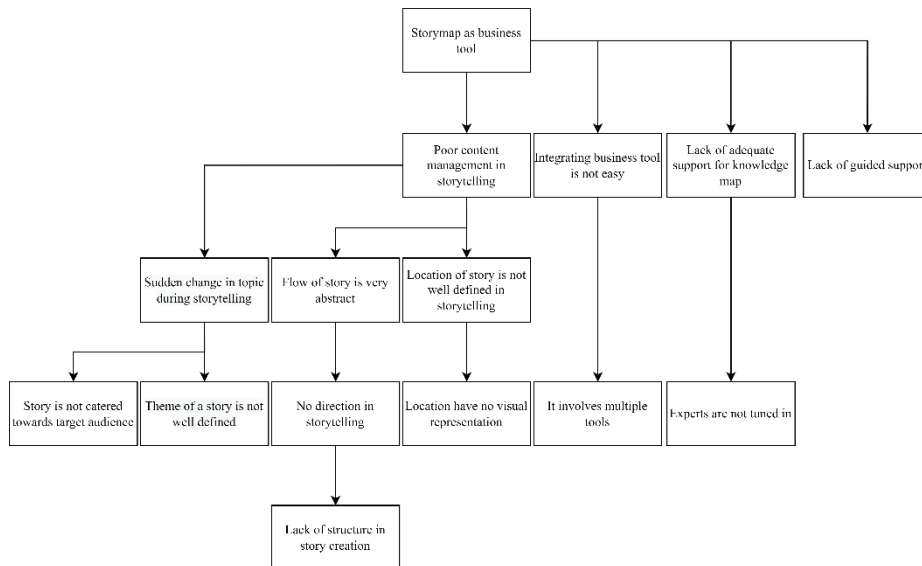 Storymap as business
tool
Poor content
management in
storytelling
Integrating business tool
is not easy
Lack of adequate
support for knowledge
map
Lack of guided support
Sudden change in topic
during storytelling
Flow of story is very
abstract
Location of story is not
well defined in
storytelling
Story is not catered
towards target audience
Theme of a story is not
well defined
No direction in
storytelling
Location have no visual
representation
It involves multiple
tools
Experts are not tuned in
Lack of structure in
story creation